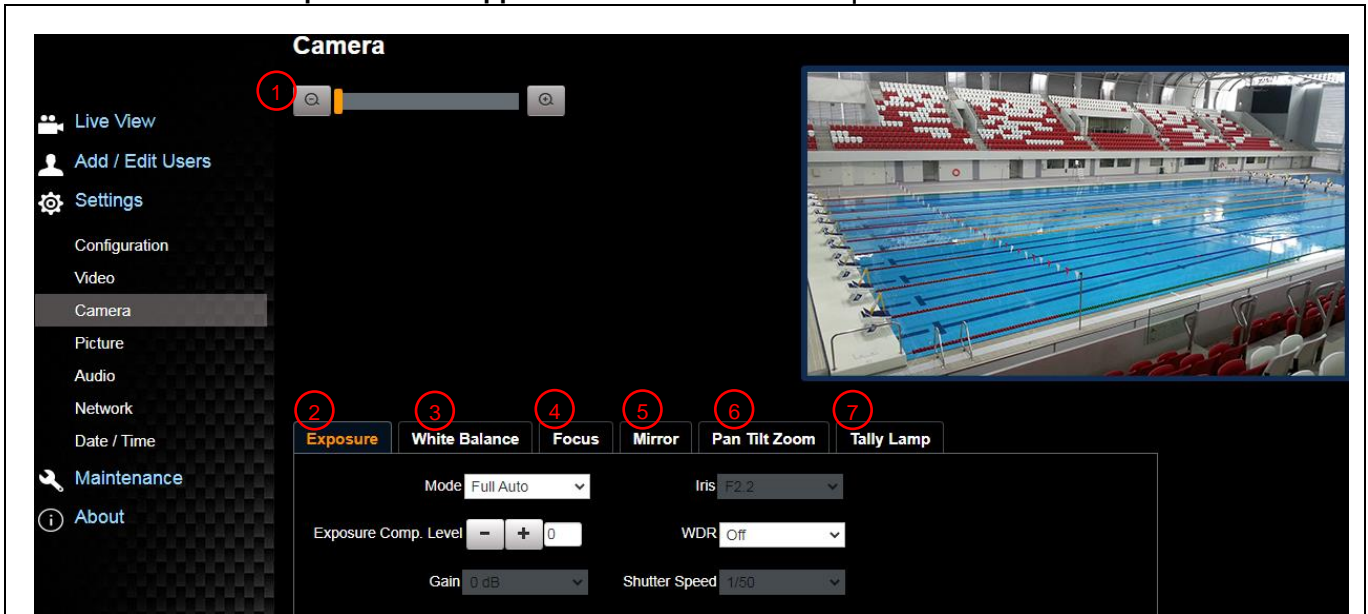 Camera
1
Live View
Add / Edit Users
Settings
Configuration
Video
Camera
Picture
Audio
Network
Date / Time
Maintenance
About
2 3 4 5 6 7
Exposure White Balance Focus Mirror Pan Tilt Zoom Tally Lamp
Mode Full Auto Iris F2.2
Exposure Comp. Level - + 0 WDR Off
Gain 0 dB Shutter Speed 1/50